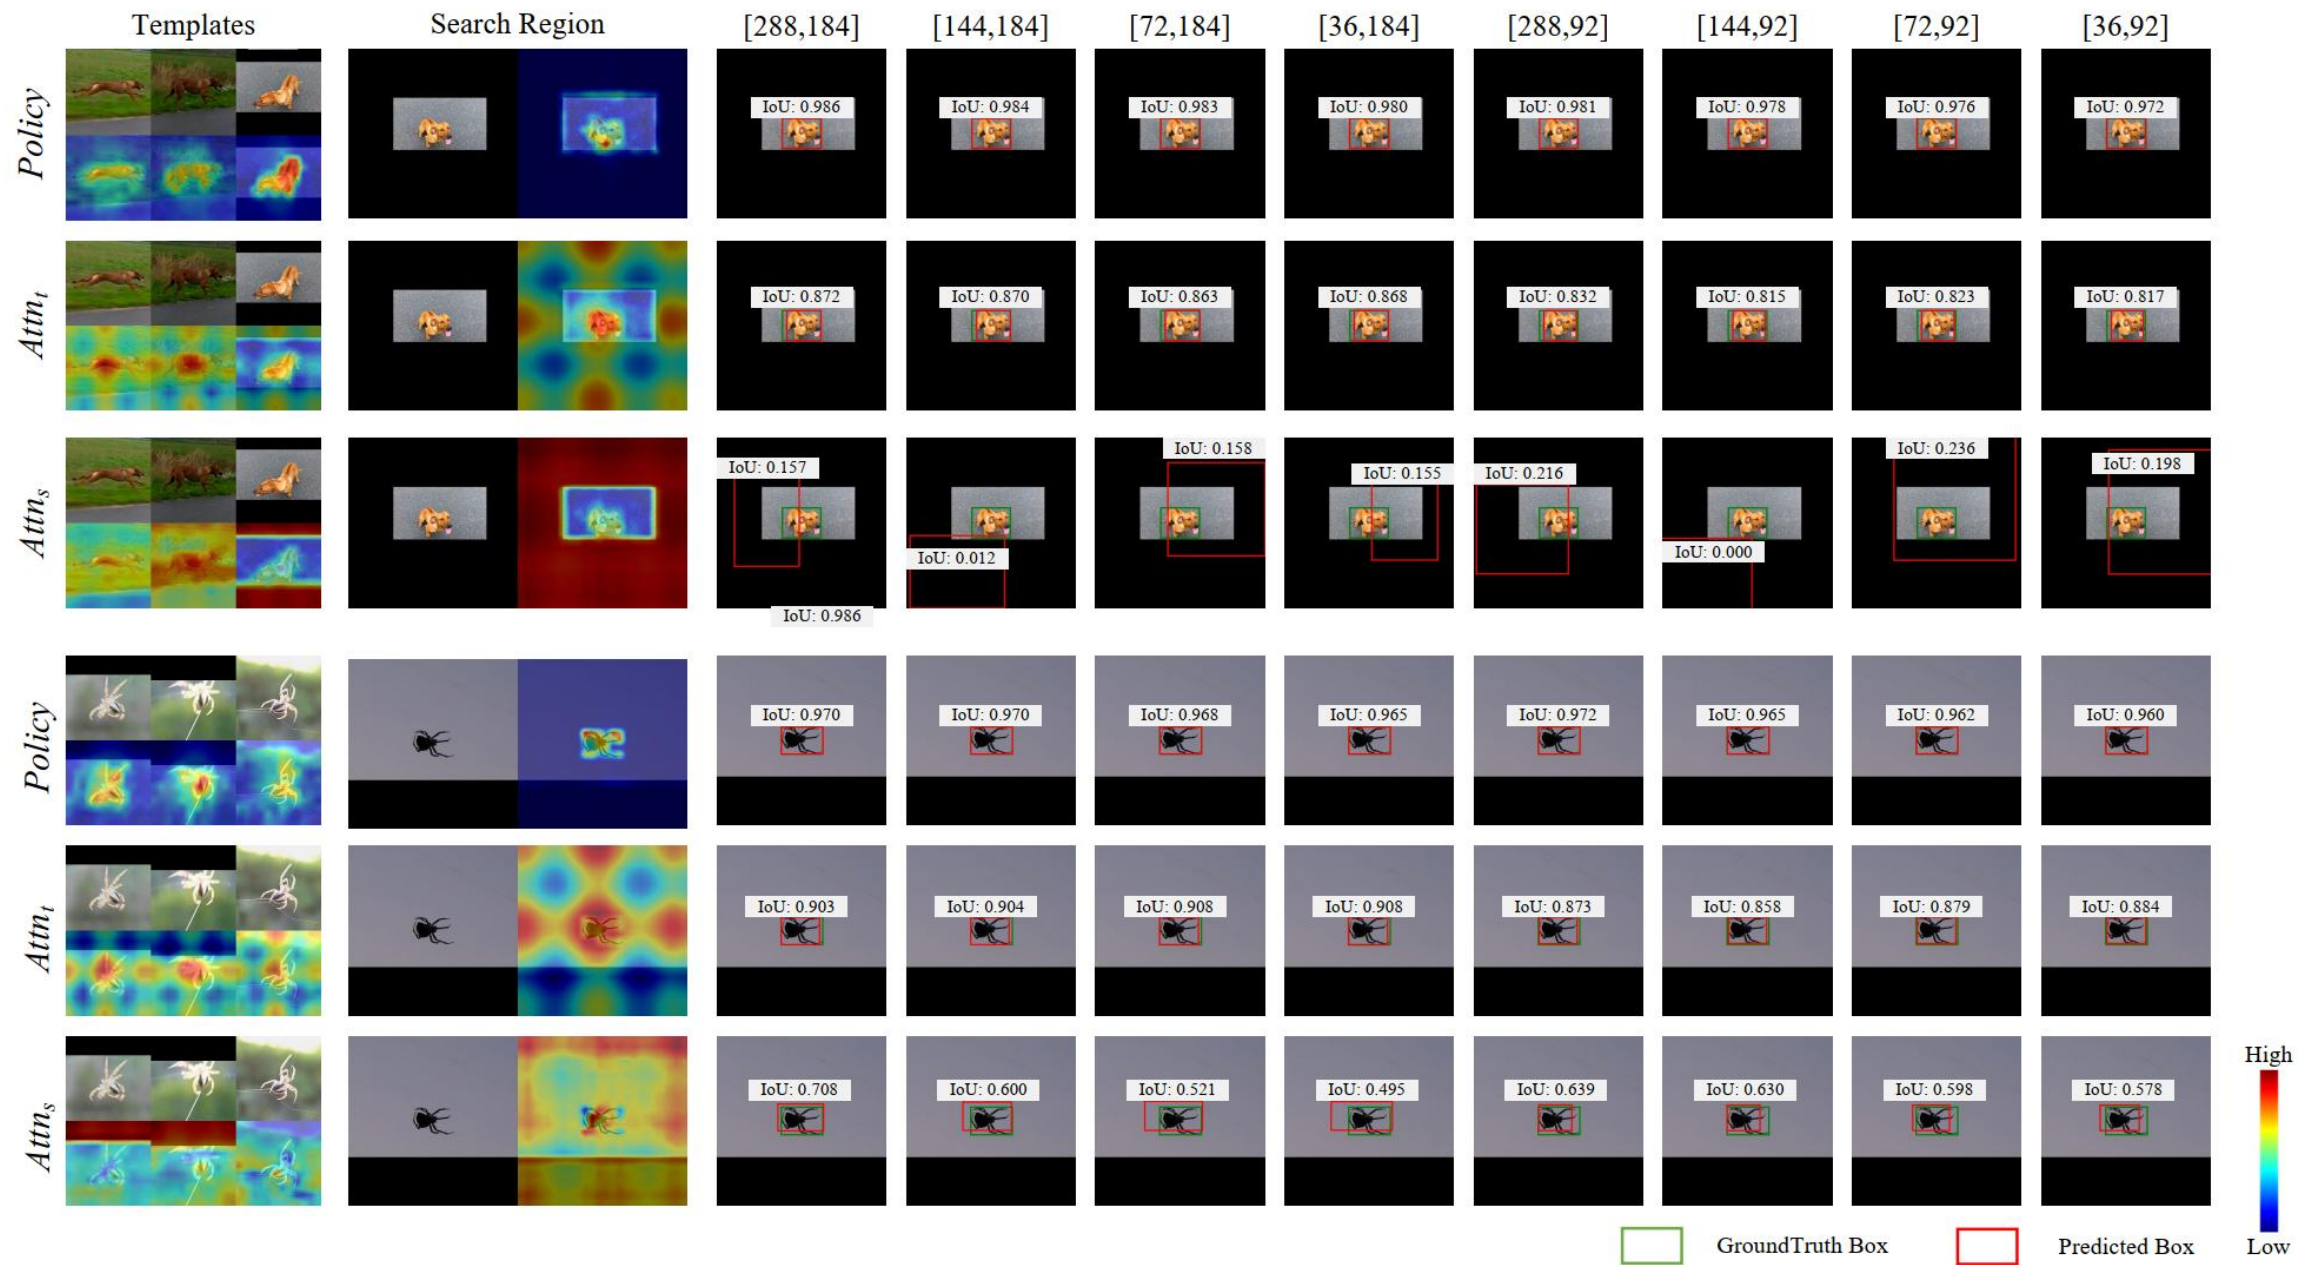 Templates Search Region [288,184] [144,184] [72,184] [36,184] [288,92] [144,92] [72,92] [36,92]
Policy
IoU: 0.986 IoU: 0.984 IoU: 0.983 IoU: 0.980 IoU: 0.981 IoU: 0.978 IoU: 0.976 IoU: 0.972
Attnt
IoU: 0.872 IoU: 0.870 IoU: 0.863 IoU: 0.868 IoU: 0.832 IoU: 0.815 IoU: 0.823 IoU: 0.817
Attns
IoU: 0.157 IoU: 0.012 IoU: 0.158 IoU: 0.155 IoU: 0.216 IoU: 0.000 IoU: 0.236 IoU: 0.198
IoU: 0.986
Policy
IoU: 0.970 IoU: 0.970 IoU: 0.968 IoU: 0.965 IoU: 0.972 IoU: 0.965 IoU: 0.962 IoU: 0.960
Attnt
IoU: 0.903 IoU: 0.904 IoU: 0.908 IoU: 0.908 IoU: 0.873 IoU: 0.858 IoU: 0.879 IoU: 0.884
Attns
IoU: 0.708 IoU: 0.600 IoU: 0.521 IoU: 0.495 IoU: 0.639 IoU: 0.630 IoU: 0.598 IoU: 0.578
High
Low
GroundTruth Box Predicted Box